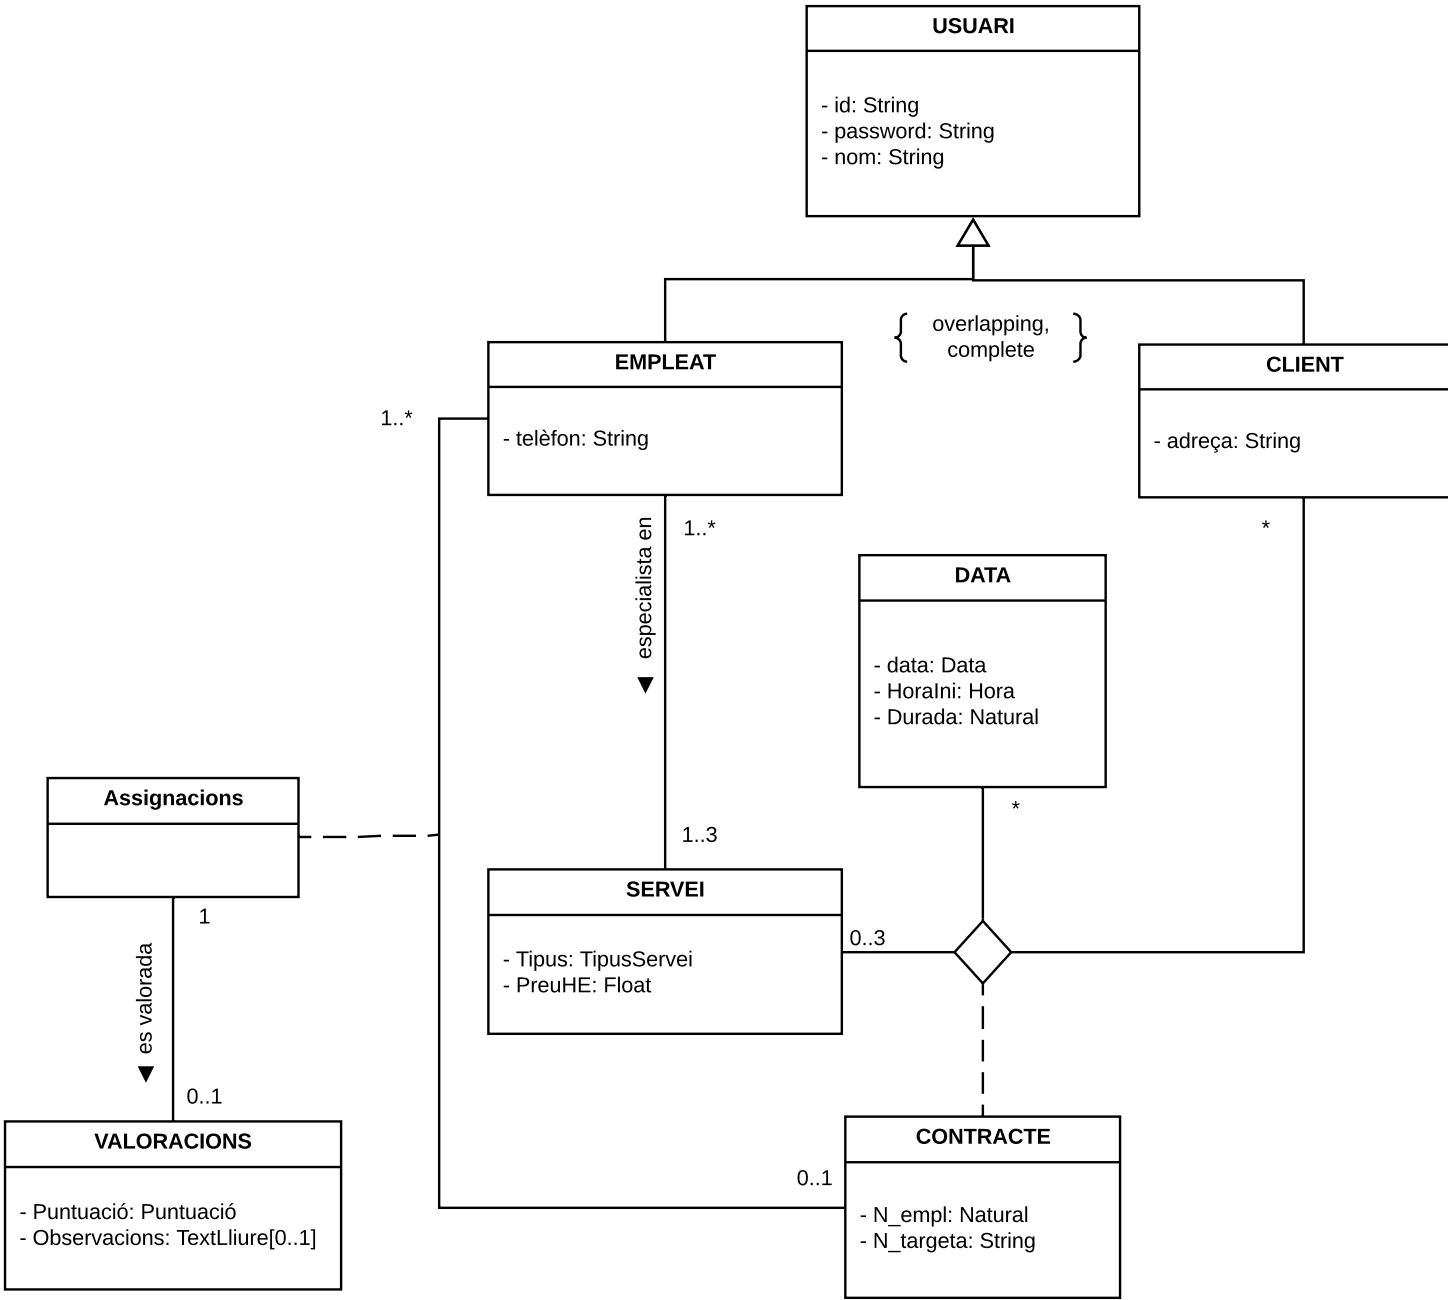 USUARI
- id: String
- password: String
- nom: String
overlapping,
complete
EMPLEAT
- telèfon: String
CLIENT
- adreça: String
1..*
1..*
*
especialista en
DATA
- data: Data
- HoraIni: Hora
- Durada: Natural
*
Assignacions
1..3
SERVEI
- Tipus: TipusServei
- PreuHE: Float
0..3
1
es valorada
0..1
VALORACIONS
- Puntuació: Puntuació
- Observacions: TextLliure[0..1]
0..1
CONTRACTE
- N_empl: Natural
- N_targeta: String